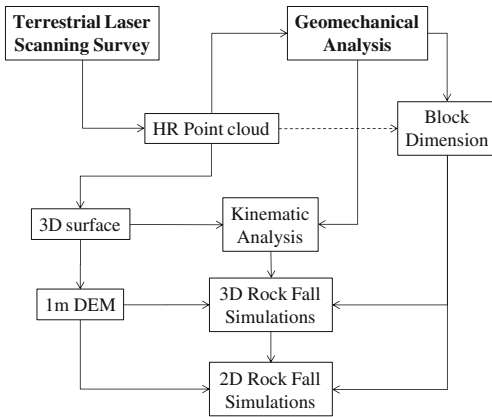 Terrestrial Laser
Scanning Survey
Geomechanical
Analysis
HR Point cloud
Block
Dimension
3D surface
Kinematic
Analysis
1m DEM
3D Rock Fall
Simulations
2D Rock Fall
Simulations